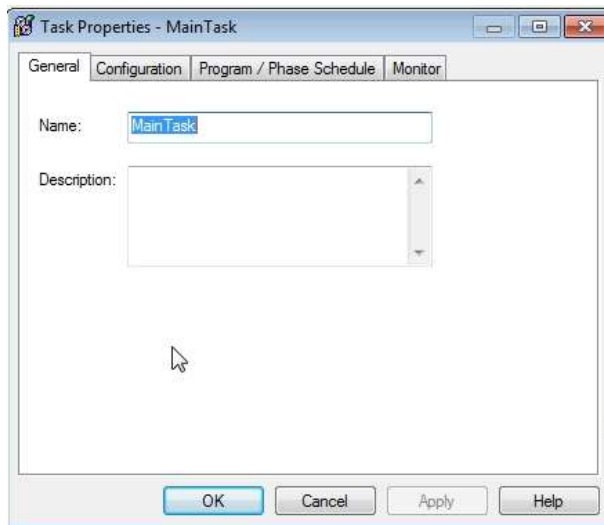 Task Properties - MainTask
General Configuration Program / Phase Schedule Monitor
Name: MainTask
Description:
OK Cancel Apply Help